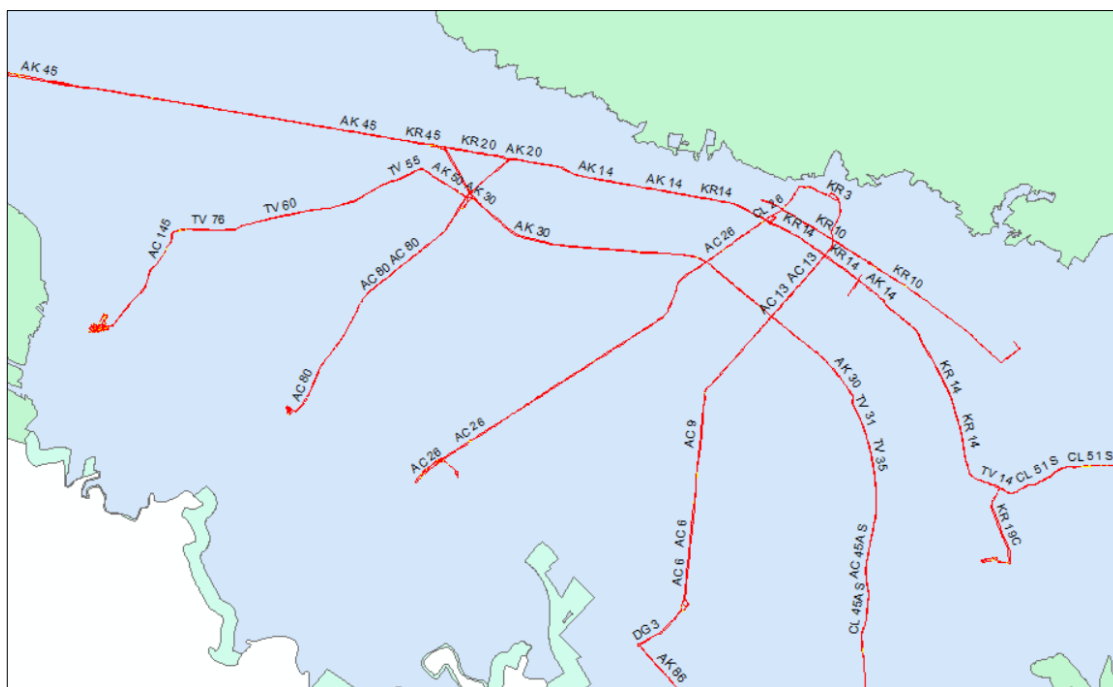 AK 45
AK 45
KR 45
KR 20
AK 20
AK 14
AK 14
KR 14
KR 3
CL 26
KR 10
KR 14
KR 14
KR 10
AK 14
TV 55
AK 50
AK 30
TV 60
TV 76
AC 145
AK 30
AC 26
AC 13
AC 13
AC 80
AC 80
AC 80
AK 30
TV 31
TV 35
KR 14
KR 14
AC 26
AC 26
AC 9
AC 6
AC 6
TV 14
CL 51 S
CL 51 S
KR 19C
AC 45A S
CL 45A S
DG 3
AK 86